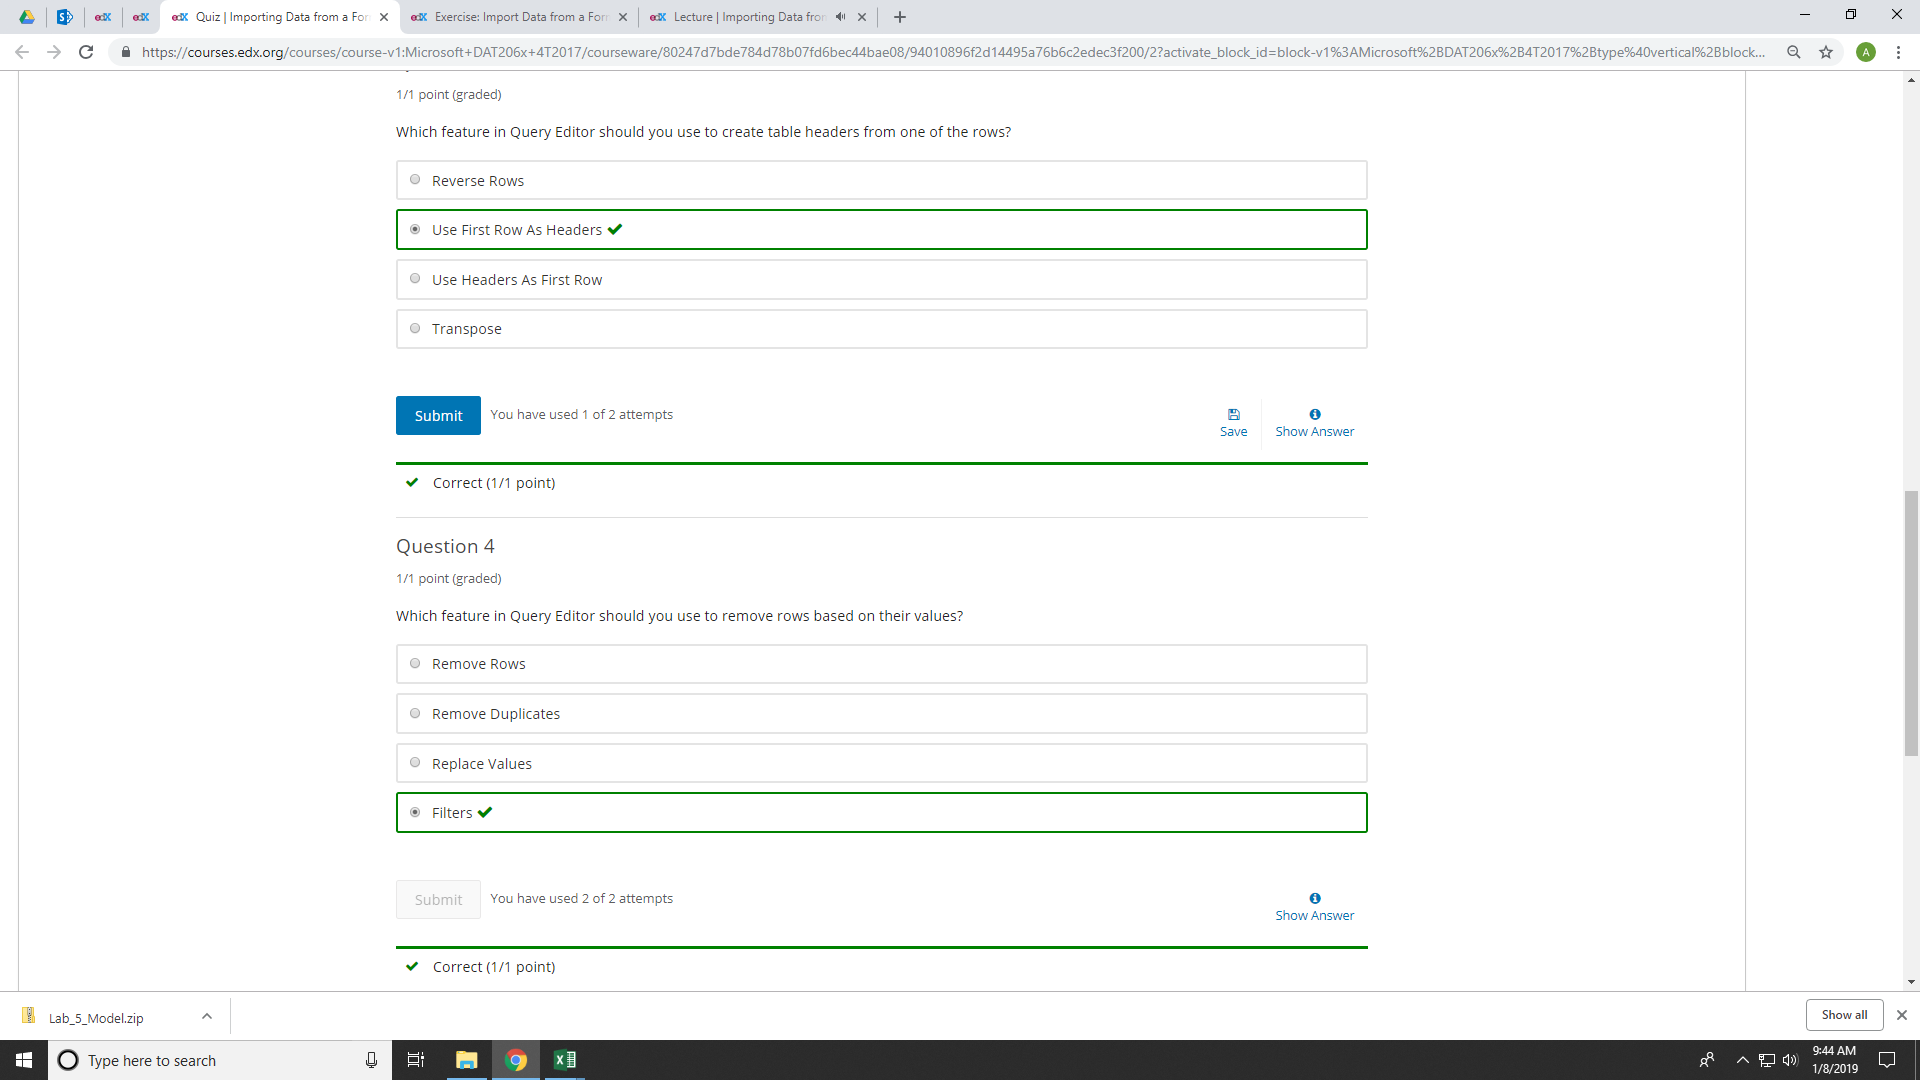 Quiz | Importing Data from a For
Exercise: Import Data from a Form
Lecture | Importing Data from
https://courses.edx.org/courses/course-v1:Microsoft+DAT206x+4T2017/courseware/80247d7bde784d78b07fd6bec44bae08/94010896f2d14495a76b6c2edec3f200/2?activate_block_id=block-v1%3AMicrosoft%2BDAT206x%2B4T2017%2Btype%40vertical%2Bblock...
A
1/1 point (graded)
Which feature in Query Editor should you use to create table headers from one of the rows?
Reverse Rows
Use First Row As Headers
Use Headers As First Row
Transpose
Submit
You have used 1 of 2 attempts
Save
Show Answer
Correct (1/1 point)
Question 4
1/1 point (graded)
Which feature in Query Editor should you use to remove rows based on their values?
Remove Rows
Remove Duplicates
Replace Values
Filters
Submit
You have used 2 of 2 attempts
Show Answer
Correct (1/1 point)
Lab_5_Model.zip
Show all
Type here to search
9:44 AM
1/8/2019